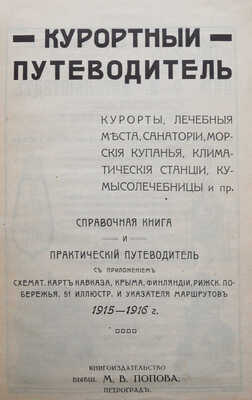 КУРОРТНЫЙ
ПУТЕВОДИТЕЛЬ
КУРОРТЫ, ЛЕЧЕБНЫЯ
МѢСТА, САНАТОРІИ, МОР-
СКІЯ КУПАНЬЯ, КЛИМА-
ТИЧЕСКІЯ СТАНЦІИ, КУ-
МЫСОЛЕЧЕБНИЦЫ и пр.
СПРАВОЧНАЯ КНИГА
И
ПРАКТИЧЕСКІЙ ПУТЕВОДИТЕЛЬ
СЪ ПРИЛОЖЕНІЕМЪ
СХЕМАТ. КАРТЪ КАВКАЗА, КРЫМА, ФИНЛЯНДІИ, РИЖСК. ПО-
БЕРЕЖЬЯ, 51 ИЛЛЮСТР. И УКАЗАТЕЛЯ МАРШРУТОВЪ
1915—1916 г.
КНИГОИЗДАТЕЛЬСТВО
БЫВШ. М. В. ПОПОВА.
ПЕТРОГРАДЪ.